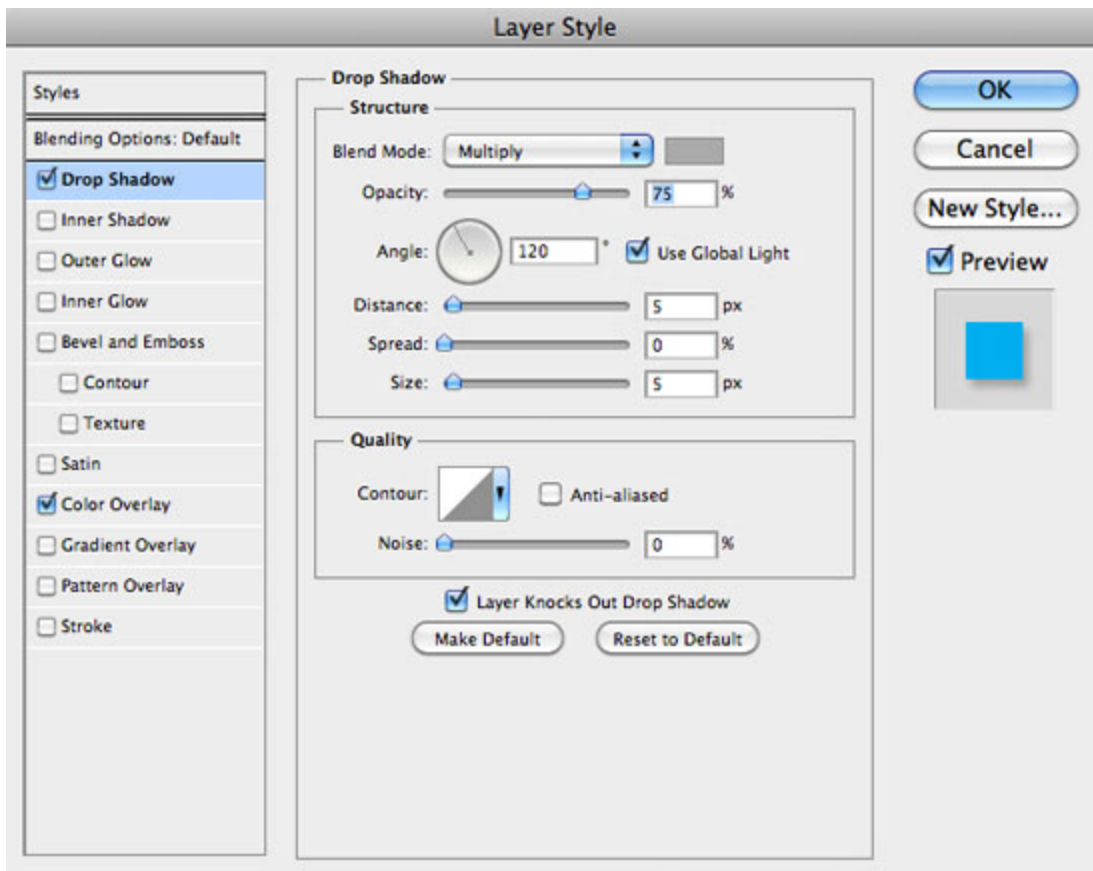 Layer Style
Styles
Blending Options: Default
Drop Shadow
Inner Shadow
Outer Glow
Inner Glow
Bevel and Emboss
Contour
Texture
Satin
Color Overlay
Gradient Overlay
Pattern Overlay
Stroke
Drop Shadow
Structure
Blend Mode: Multiply
Opacity: 75 %
Angle: 120 ° Use Global Light
Distance: 5 px
Spread: 0 %
Size: 5 px
Quality
Contour: Anti-aliased
Noise: 0 %
Layer Knocks Out Drop Shadow
Make Default Reset to Default
OK
Cancel
New Style...
Preview